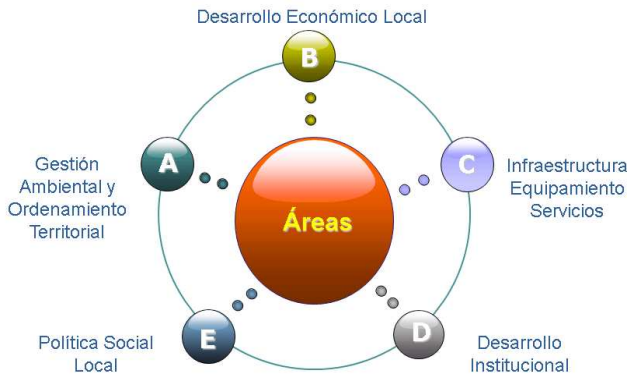 Desarrollo Económico Local
B
A
C
Gestión
Ambiental y
Ordenamiento
Territorial
Infraestructura
Equipamiento
Servicios
Áreas
E
D
Política Social
Local
Desarrollo
Institucional